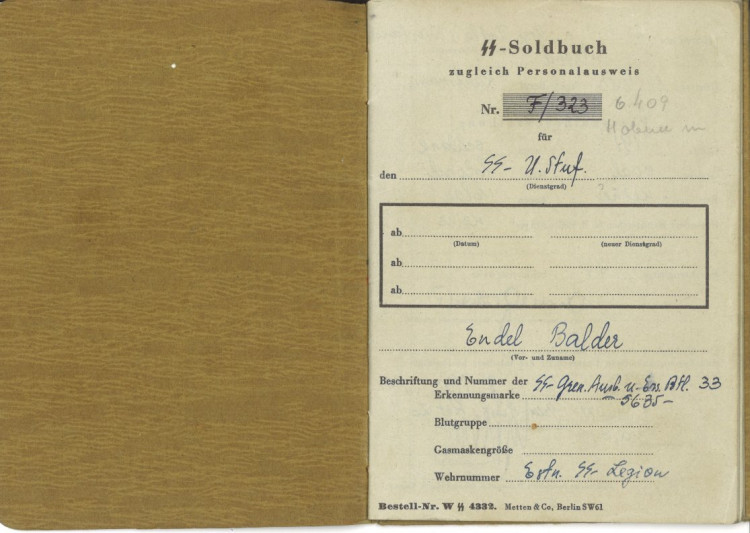 ᛋᛋ-Soldbuch
zugleich Personalausweis
Nr. F/323 6409
für
den SS- U.Stuf.
(Dienstgrad)
ab
(Datum) (neuer Dienstgrad)
ab
ab
Endel Balder
(Vor- und Zuname)
Beschriftung und Nummer der SS-Gren. Ausb. u-Ers. Btl. 33
Erkennungsmarke 5635-
Blutgruppe
Gasmaskengröße
Wehrnummer Estn. SS- Legion
Bestell-Nr. W ᛋᛋ 4332. Metten & Co., Berlin SW61